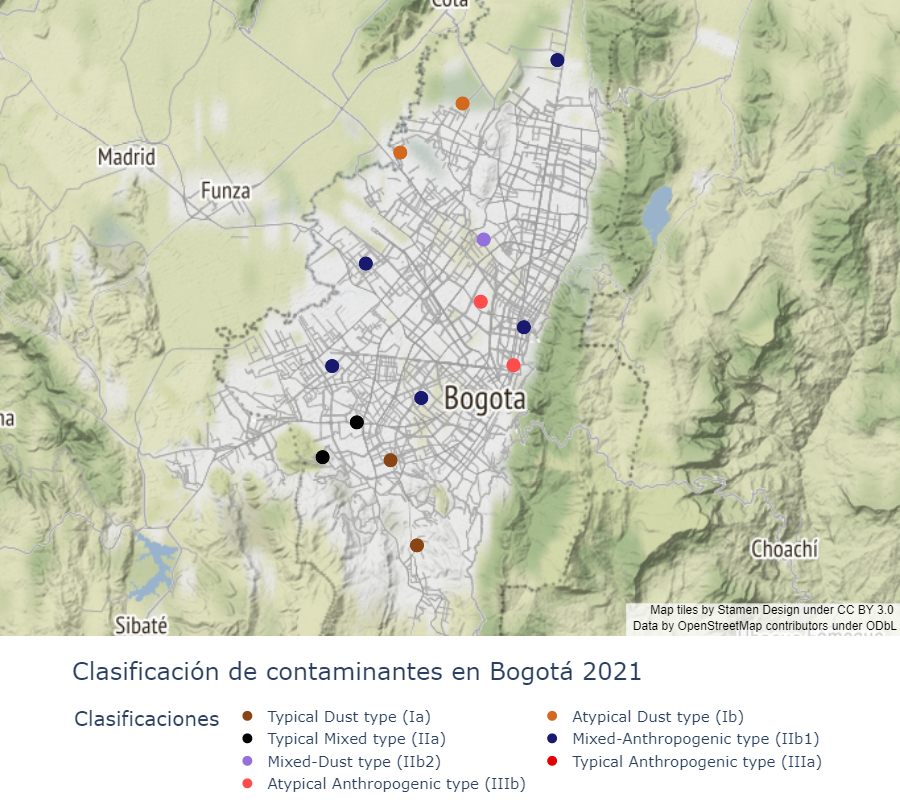 Cota
Madrid
Funza
Bogota
na
Choachí
Sibaté
Map tiles by Stamen Design under CC BY 3.0
Data by OpenStreetMap contributors under ODbL
Clasificación de contaminantes en Bogotá 2021
Clasificaciones
Typical Dust type (Ia)
Atypical Dust type (Ib)
Typical Mixed type (IIa)
Mixed-Anthropogenic type (IIb1)
Mixed-Dust type (IIb2)
Typical Anthropogenic type (IIIa)
Atypical Anthropogenic type (IIIb)